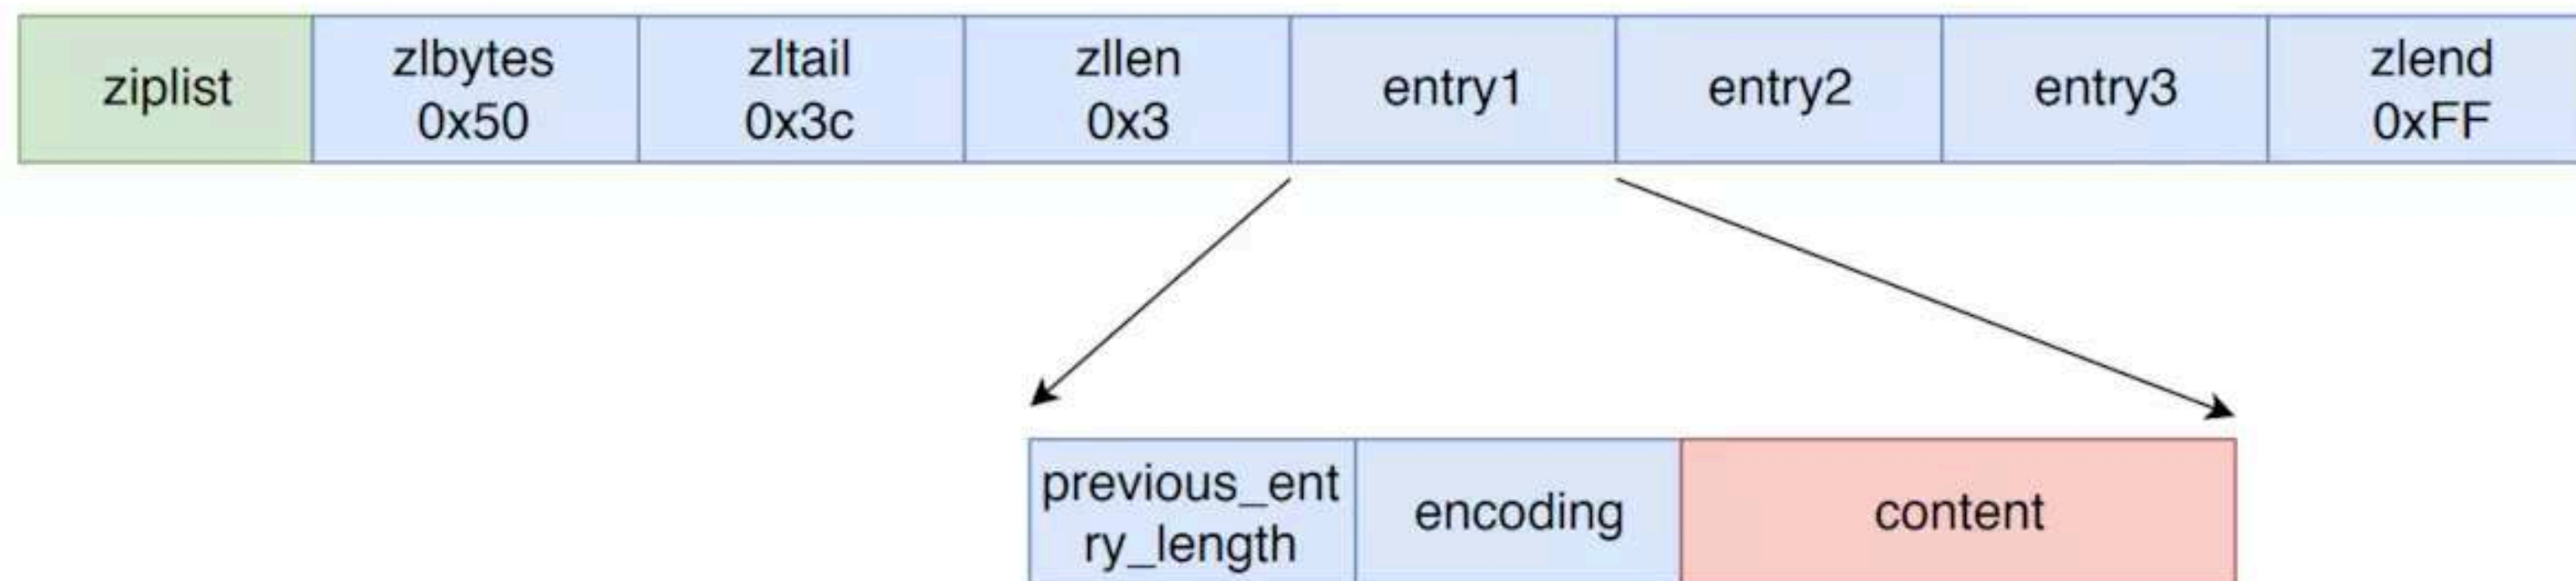 ziplist
zlbytes
0x50
zltail
0x3c
zllen
0x3
entry1
entry2
entry3
zlend
0xFF
previous_ent
ry_length
encoding
content